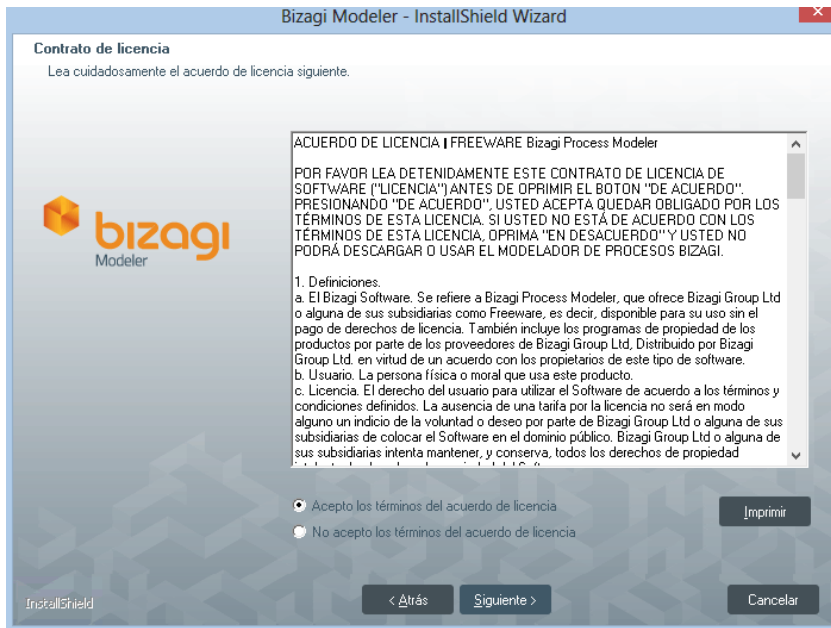 Bizagi Modeler - InstallShield Wizard
Contrato de licencia
Lea cuidadosamente el acuerdo de licencia siguiente.
bizagi
Modeler
ACUERDO DE LICENCIA | FREEWARE Bizagi Process Modeler
POR FAVOR LEA DETENIDAMENTE ESTE CONTRATO DE LICENCIA DE
SOFTWARE ("LICENCIA") ANTES DE OPRIMIR EL BOTON "DE ACUERDO".
PRESIONANDO "DE ACUERDO", USTED ACEPTA QUEDAR OBLIGADO POR LOS
TÉRMINOS DE ESTA LICENCIA. SI USTED NO ESTÁ DE ACUERDO CON LOS
TÉRMINOS DE ESTA LICENCIA, OPRIMA "EN DESACUERDO" Y USTED NO
PODRÁ DESCARGAR O USAR EL MODELADOR DE PROCESOS BIZAGI.
1. Definiciones.
a. El Bizagi Software. Se refiere a Bizagi Process Modeler, que ofrece Bizagi Group Ltd
o alguna de sus subsidiarias como Freeware, es decir, disponible para su uso sin el
pago de derechos de licencia. También incluye los programas de propiedad de los
productos por parte de los proveedores de Bizagi Group Ltd, Distribuido por Bizagi
Group Ltd. en virtud de un acuerdo con los propietarios de este tipo de software.
b. Usuario. La persona física o moral que usa este producto.
c. Licencia. El derecho del usuario para utilizar el Software de acuerdo a los términos y
condiciones definidos. La ausencia de una tarifa por la licencia no será en modo
alguno un indicio de la voluntad o deseo por parte de Bizagi Group Ltd o alguna de sus
subsidiarias de colocar el Software en el dominio público. Bizagi Group Ltd o alguna de
sus subsidiarias intenta mantener, y conserva, todos los derechos de propiedad
Acepto los términos del acuerdo de licencia
No acepto los términos del acuerdo de licencia
Imprimir
InstallShield
< Atrás
Siguiente >
Cancelar